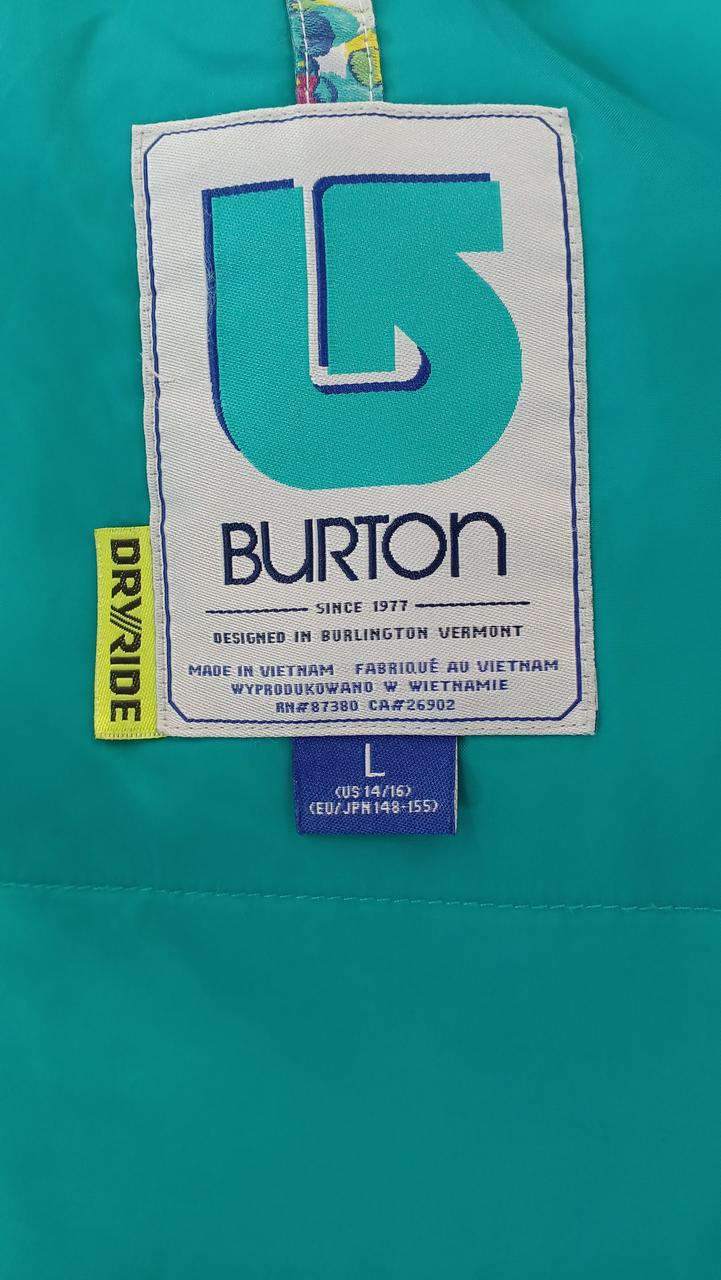 BURTON
SINCE 1977
DESIGNED IN BURLINGTON VERMONT
MADE IN VIETNAM FABRIQUÉ AU VIETNAM
WYPRODUKOWANO W WIETNAMIE
RN#87380 CA#26902
DRY//RIDE
L
(US 14/16)
(EU/JPN 148-155)